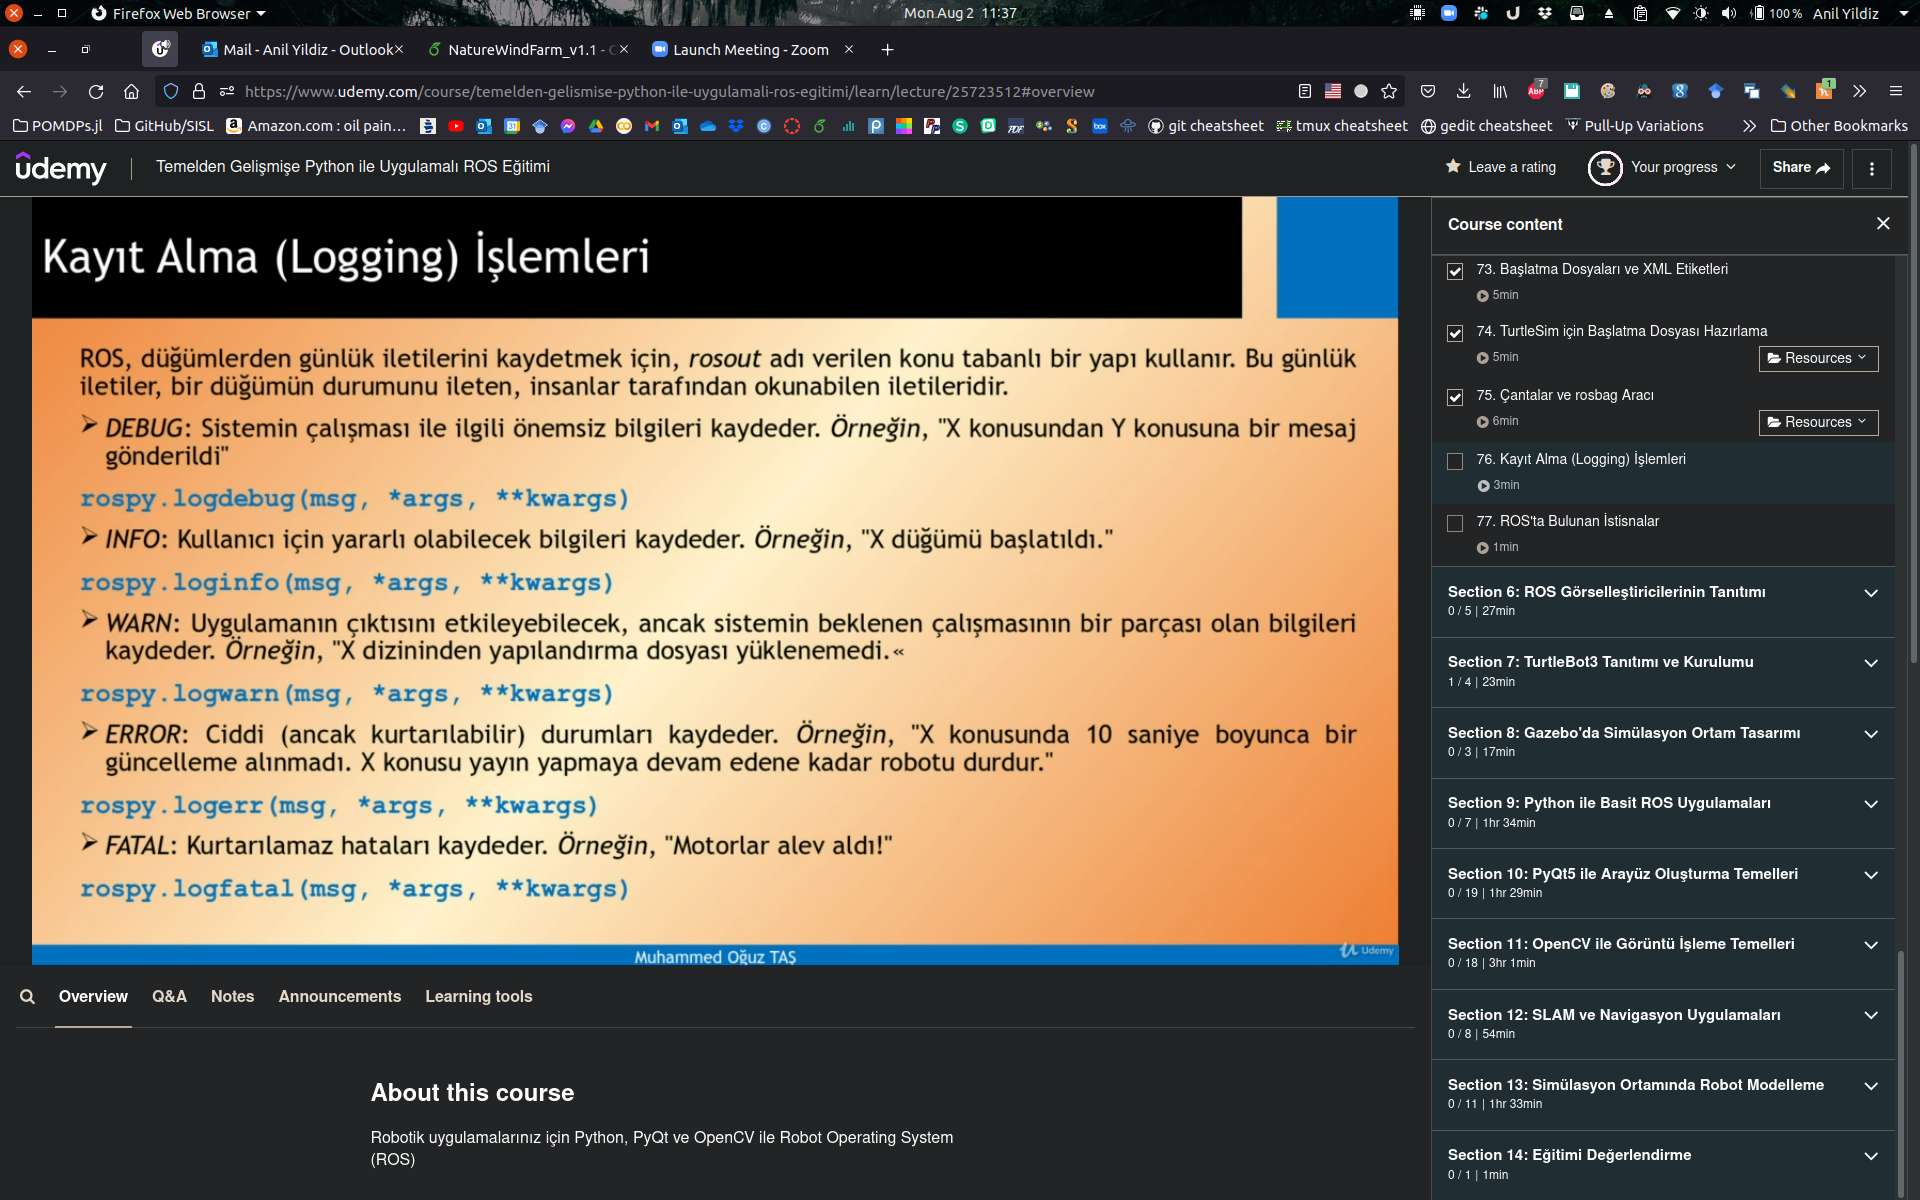 Firefox Web Browser
Mon Aug 2 11:37
100 %
Anil Yildiz
Mail - Anil Yildiz - Outlook
NatureWindFarm_v1.1 -
Launch Meeting - Zoom
https://www.udemy.com/course/temelden-gelismise-python-ile-uygulamali-ros-egitimi/learn/lecture/25723512#overview
POMDPs.jl
GitHub/SISL
Amazon.com : oil pain...
git cheatsheet
tmux cheatsheet
gedit cheatsheet
Pull-Up Variations
Other Bookmarks
udemy
Temelden Gelişmişe Python ile Uygulamalı ROS Eğitimi
Leave a rating
Your progress
Share
Kayıt Alma (Logging) İşlemleri
ROS, düğümlerden günlük iletilerini kaydetmek için, rosout adı verilen konu tabanlı bir yapı kullanır. Bu günlük
iletiler, bir düğümün durumunu ileten, insanlar tarafından okunabilen iletileridir.
DEBUG: Sistemin çalışması ile ilgili önemsiz bilgileri kaydeder. Örneğin, "X konusundan Y konusuna bir mesaj
gönderildi"
rospy.logdebug(msg, *args, **kwargs)
INFO: Kullanıcı için yararlı olabilecek bilgileri kaydeder. Örneğin, "X düğümü başlatıldı."
rospy.loginfo(msg, *args, **kwargs)
WARN: Uygulamanın çıktısını etkileyebilecek, ancak sistemin beklenen çalışmasının bir parçası olan bilgileri
kaydeder. Örneğin, "X dizininden yapılandırma dosyası yüklenemedi.«
rospy.logwarn(msg, *args, **kwargs)
ERROR: Ciddi (ancak kurtarılabilir) durumları kaydeder. Örneğin, "X konusunda 10 saniye boyunca bir
güncelleme alınmadı. X konusu yayın yapmaya devam edene kadar robotu durdur."
rospy.logerr(msg, *args, **kwargs)
FATAL: Kurtarılamaz hataları kaydeder. Örneğin, "Motorlar alev aldı!"
rospy.logfatal(msg, *args, **kwargs)
Muhammed Oğuz TAŞ
Udemy
Course content
73. Başlatma Dosyaları ve XML Etiketleri
5min
74. TurtleSim için Başlatma Dosyası Hazırlama
5min
Resources
75. Çantalar ve rosbag Aracı
6min
Resources
76. Kayıt Alma (Logging) İşlemleri
3min
77. ROS'ta Bulunan İstisnalar
1min
Section 6: ROS Görselleştiricilerinin Tanıtımı
0 / 5 | 27min
Section 7: TurtleBot3 Tanıtımı ve Kurulumu
1 / 4 | 23min
Section 8: Gazebo'da Simülasyon Ortam Tasarımı
0 / 3 | 17min
Section 9: Python ile Basit ROS Uygulamaları
0 / 7 | 1hr 34min
Section 10: PyQt5 ile Arayüz Oluşturma Temelleri
0 / 19 | 1hr 29min
Section 11: OpenCV ile Görüntü İşleme Temelleri
0 / 18 | 3hr 1min
Section 12: SLAM ve Navigasyon Uygulamaları
0 / 8 | 54min
Section 13: Simülasyon Ortamında Robot Modelleme
0 / 11 | 1hr 33min
Section 14: Eğitimi Değerlendirme
0 / 1 | 1min
Overview
Q&A
Notes
Announcements
Learning tools
About this course
Robotik uygulamalarınız için Python, PyQt ve OpenCV ile Robot Operating System
(ROS)